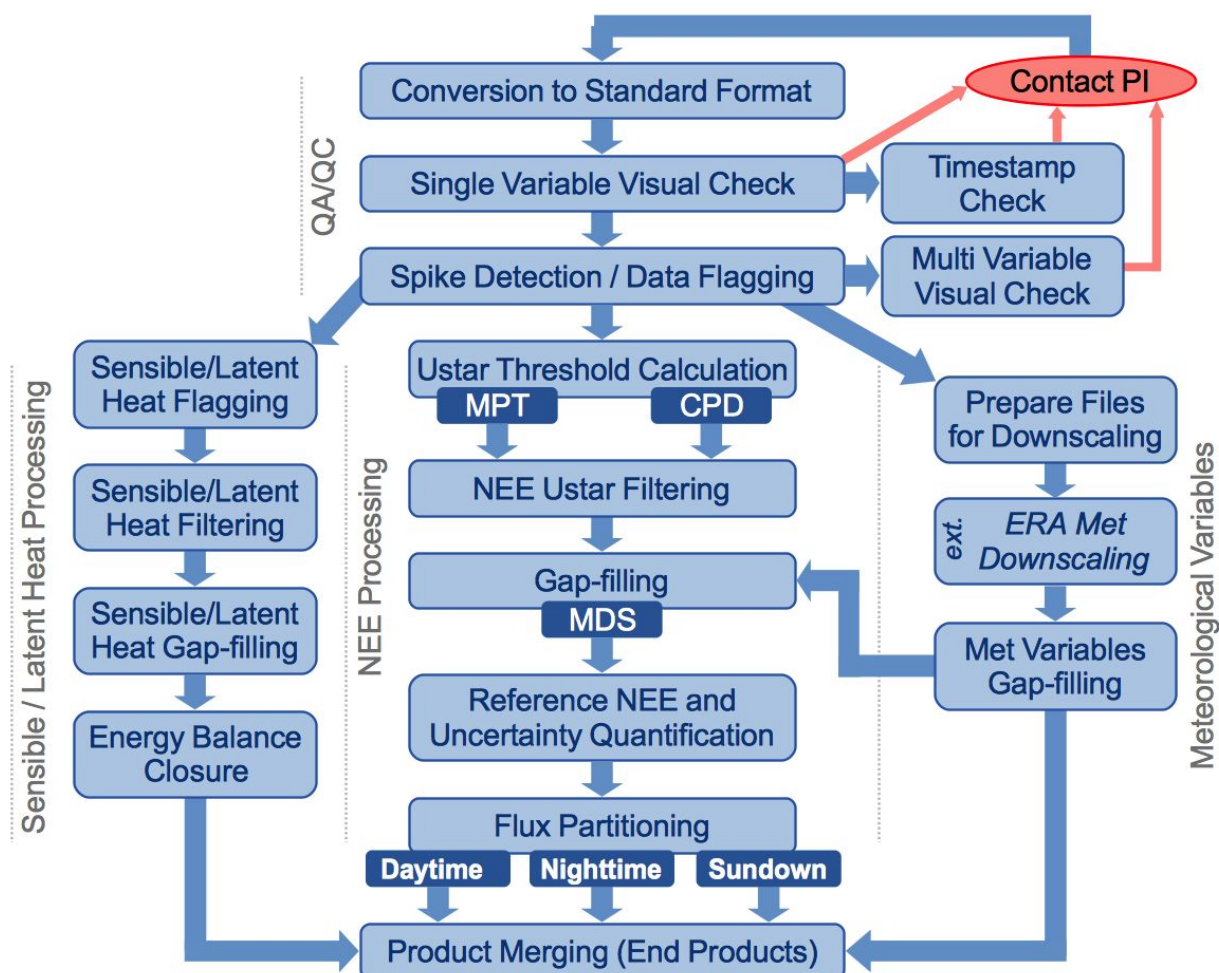 Contact PI
Conversion to Standard Format
QA/QC
Single Variable Visual Check
Timestamp
Check
Spike Detection / Data Flagging
Multi Variable
Visual Check
Sensible / Latent Heat Processing
Sensible/Latent
Heat Flagging
Sensible/Latent
Heat Filtering
Sensible/Latent
Heat Gap-filling
Energy Balance
Closure
NEE Processing
Ustar Threshold Calculation
MPT
CPD
NEE Ustar Filtering
Gap-filling
MDS
Reference NEE and
Uncertainty Quantification
Flux Partitioning
Daytime
Nighttime
Sundown
Meteorological Variables
Prepare Files
for Downscaling
ext.
ERA Met
Downscaling
Met Variables
Gap-filling
Product Merging (End Products)